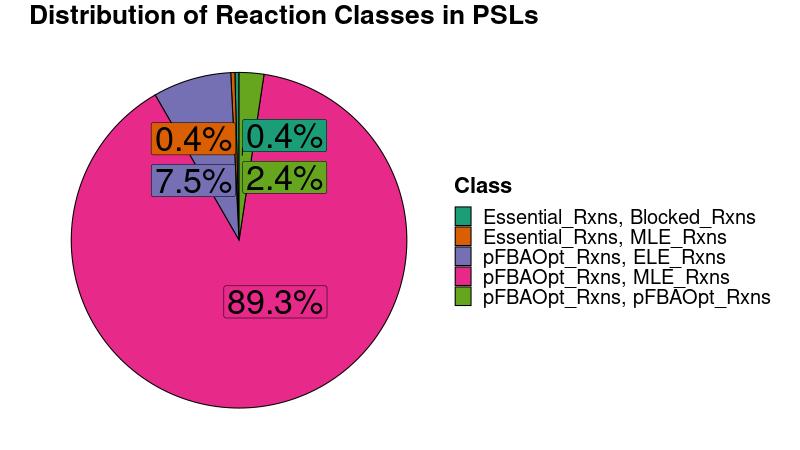 Distribution of Reaction Classes in PSLs
0.4%
0.4%
7.5%
2.4%
89.3%
Class
Essential_Rxns, Blocked_Rxns
Essential_Rxns, MLE_Rxns
pFBAOpt_Rxns, ELE_Rxns
pFBAOpt_Rxns, MLE_Rxns
pFBAOpt_Rxns, pFBAOpt_Rxns